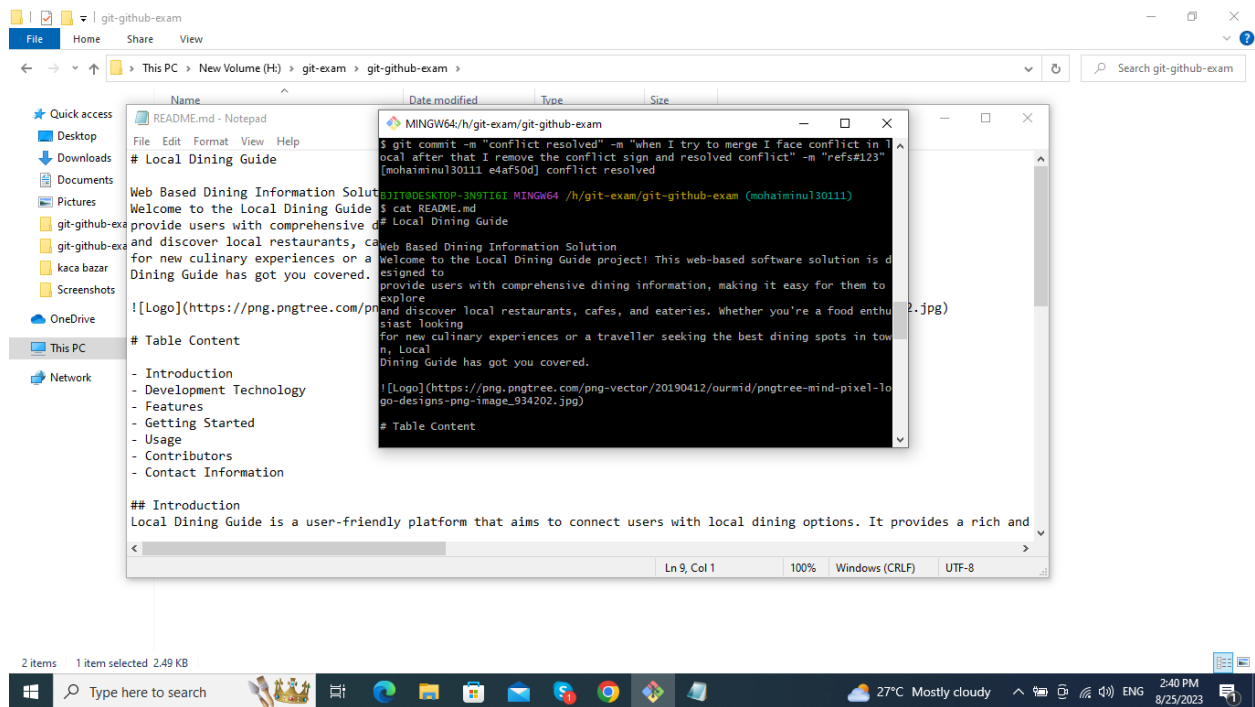 git-github-exam
File Home Share View
This PC > New Volume (H:) > git-exam > git-github-exam >
Search git-github-exam
Name Date modified Type Size
Quick access
Desktop
Downloads
Documents
Pictures
git-github-exa
git-github-exa
kaca bazar
Screenshots
OneDrive
This PC
Network
README.md - Notepad
File Edit Format View Help
# Local Dining Guide
Web Based Dining Information Solut
Welcome to the Local Dining Guide
provide users with comprehensive d
and discover local restaurants, ca
for new culinary experiences or a
Dining Guide has got you covered.
![Logo](https://png.pngtree.com/pn
2.jpg)
# Table Content
- Introduction
- Development Technology
- Features
- Getting Started
- Usage
- Contributors
- Contact Information
## Introduction
Local Dining Guide is a user-friendly platform that aims to connect users with local dining options. It provides a rich and
Ln 9, Col 1 100% Windows (CRLF) UTF-8
MINGW64:/h/git-exam/git-github-exam
$ git commit -m "conflict resolved" -m "when I try to merge I face conflict in l
ocal after that I remove the conflict sign and resolved conflict" -m "refs#123"
[mohaiminul30111 e4af50d] conflict resolved
BJIT@DESKTOP-3N9TI6I MINGW64 /h/git-exam/git-github-exam (mohaiminul30111)
$ cat README.md
# Local Dining Guide
Web Based Dining Information Solution
Welcome to the Local Dining Guide project! This web-based software solution is d
esigned to
provide users with comprehensive dining information, making it easy for them to
explore
and discover local restaurants, cafes, and eateries. Whether you're a food enthu
siast looking
for new culinary experiences or a traveller seeking the best dining spots in tow
n, Local
Dining Guide has got you covered.
![Logo](https://png.pngtree.com/png-vector/20190412/ourmid/pngtree-mind-pixel-lo
go-designs-png-image_934202.jpg)
# Table Content
2 items 1 item selected 2.49 KB
Type here to search
27°C Mostly cloudy
ENG
2:40 PM
8/25/2023
1